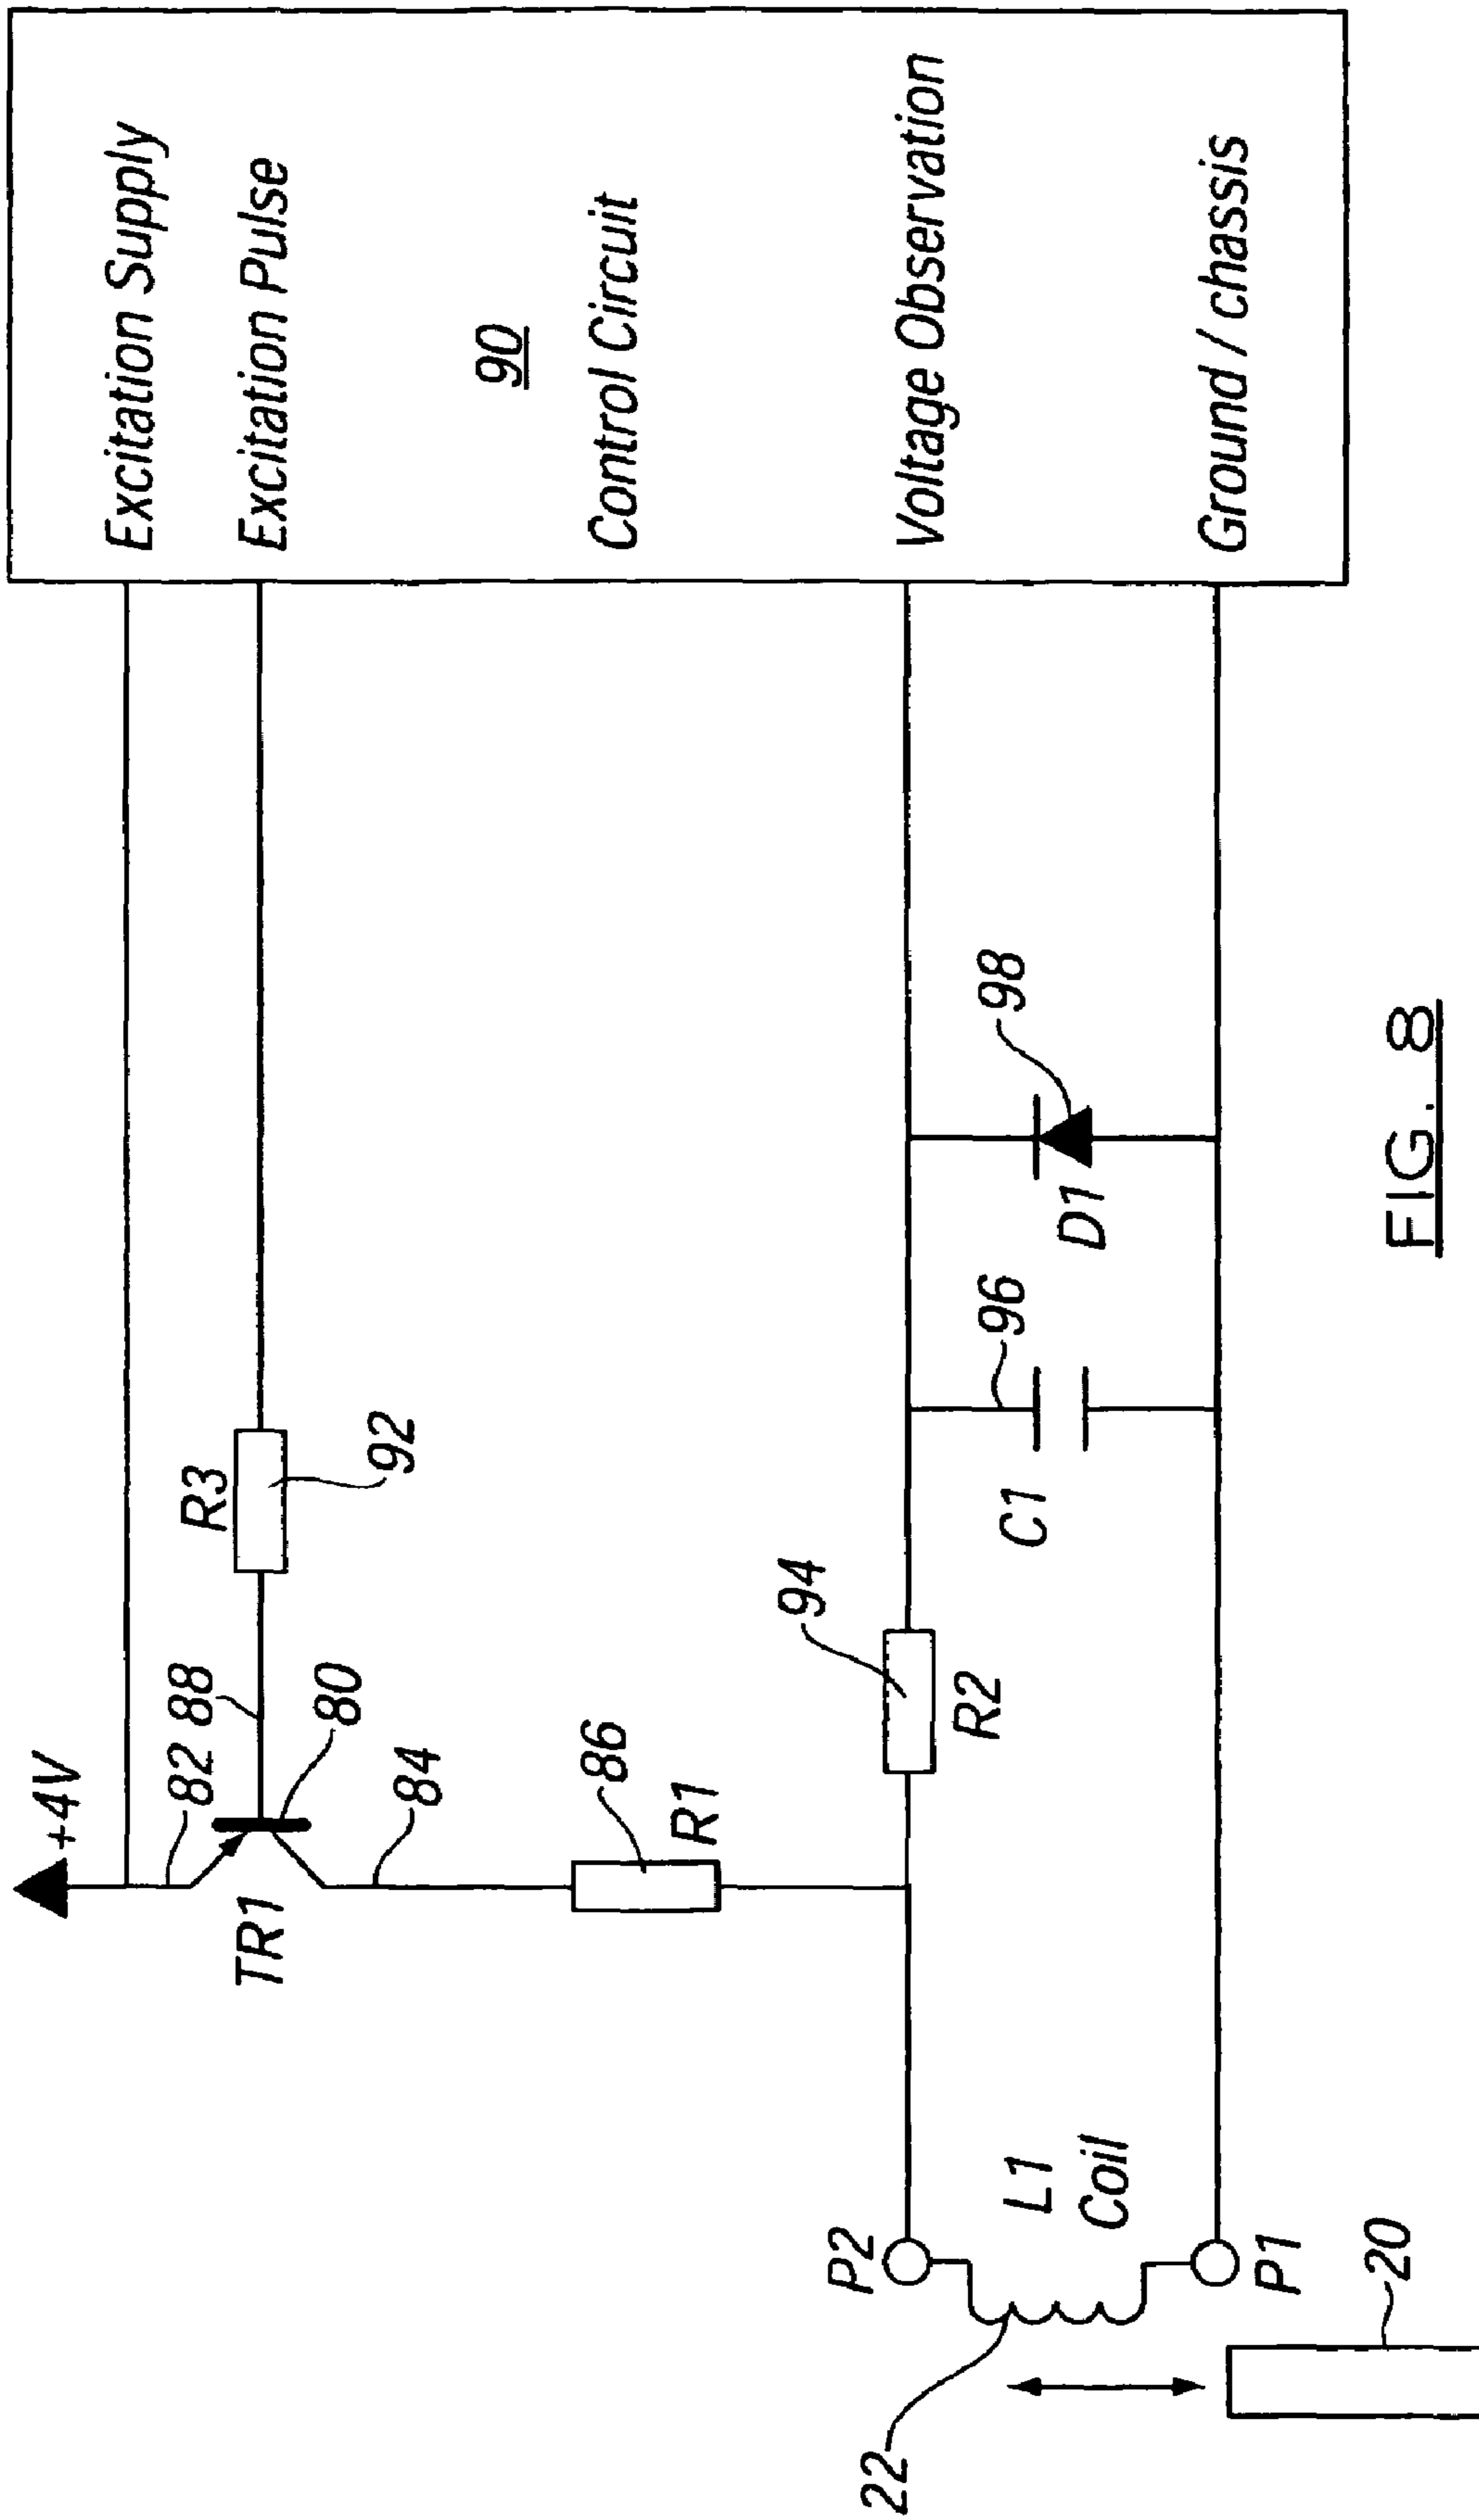 +4V
Excitation Supply
82
88
R3
Excitation Pulse
TR1
80
92
84
90
86
R1
Control Circuit
94
P2
Voltage Observation
22
R2
96
98
L1
C1
Coil
D1
P1
Ground / chassis
20
FIG. 8